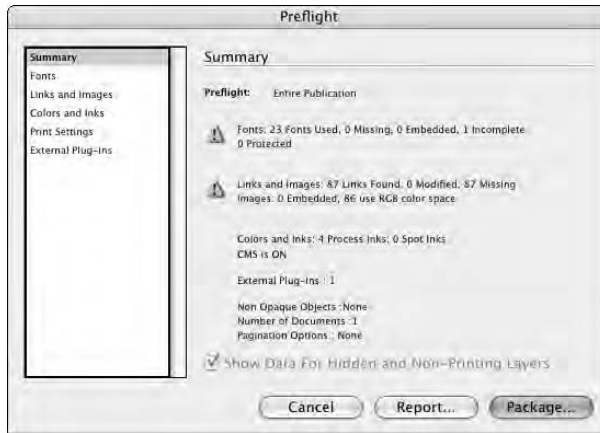 Preflight
Summary
Fonts
Links and Images
Colors and Inks
Print Settings
External Plug-ins
Summary
Preflight: Entire Publication
Fonts: 23 Fonts Used, 0 Missing, 0 Embedded, 1 Incomplete
0 Protected
Links and Images: 87 Links Found; 0 Modified, 87 Missing
Images: 0 Embedded, 86 use RGB color space
Colors and Inks: 4 Process Inks; 0 Spot Inks
CMS is ON
External Plug-ins : 1
Non Opaque Objects :None
Number of Documents :1
Pagination Options : None
Show Data For Hidden and Non-Printing Layers
Cancel Report... Package...